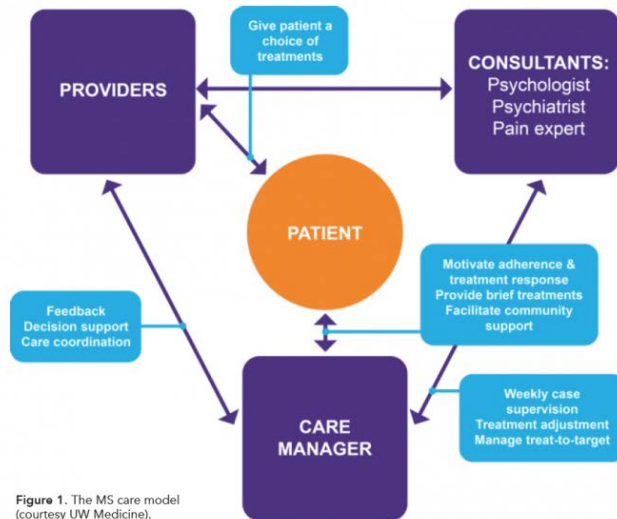 Give patient a
choice of
treatments
PROVIDERS
CONSULTANTS:
Psychologist
Psychiatrist
Pain expert
PATIENT
Motivate adherence &
treatment response
Provide brief treatments
Facilitate community
support
Feedback
Decision support
Care coordination
Weekly case
supervision
Treatment adjustment
Manage treat-to-target
CARE
MANAGER
Figure 1. The MS care model
(courtesy UW Medicine).